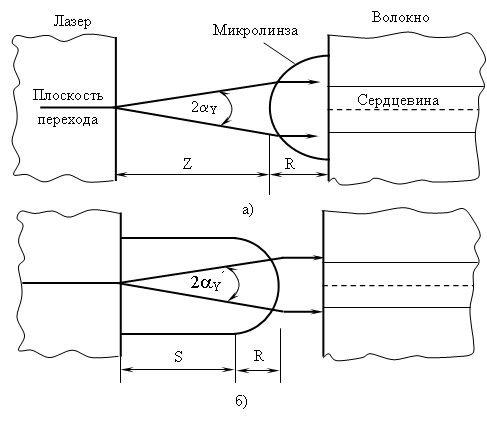 Лазер
Микролинза
Волокно
Плоскость
перехода
2αY
Сердцевина
Z
R
а)
2αY′
S
R
б)